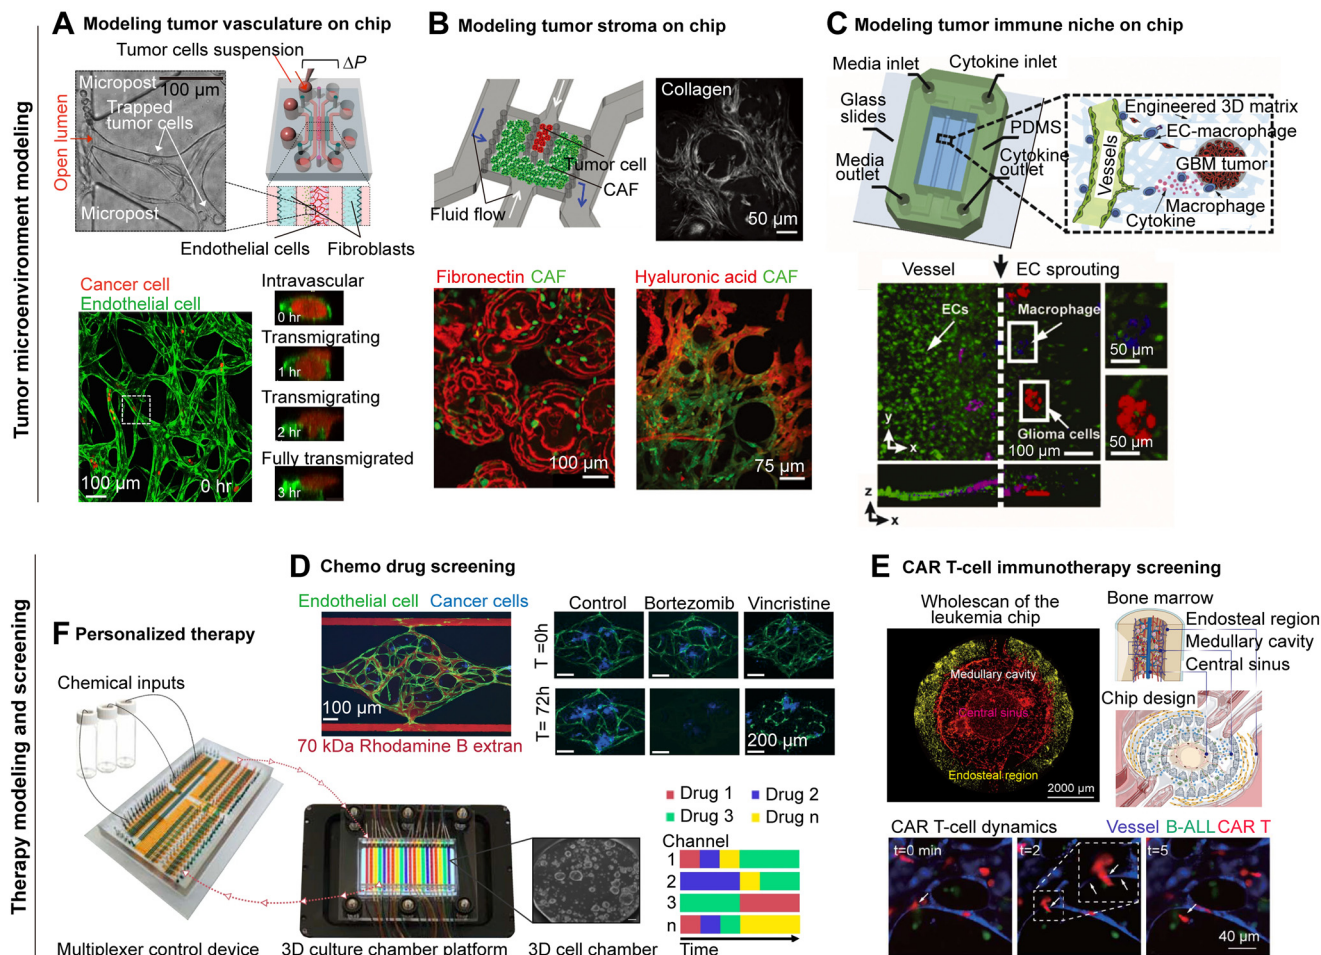 Tumor microenvironment modeling
A Modeling tumor vasculature on chip
Tumor cells suspension
ΔP
Micropost
100 µm
Trapped
tumor cells
Open lumen
Micropost
Endothelial cells
Fibroblasts
Cancer cell
Endothelial cell
100 µm
0 hr
Intravascular
0 hr
Transmigrating
1 hr
Transmigrating
2 hr
Fully transmigrated
3 hr
B Modeling tumor stroma on chip
Tumor cell
CAF
Fluid flow
Collagen
50 µm
Fibronectin CAF
100 µm
Hyaluronic acid CAF
75 µm
C Modeling tumor immune niche on chip
Media inlet
Cytokine inlet
Glass
slides
PDMS
Media
outlet
Cytokine
outlet
Engineered 3D matrix
EC-macrophage
GBM tumor
Vessels
Macrophage
Cytokine
Vessel
EC sprouting
ECs
Macrophage
Glioma cells
100 µm
y
x
z
x
50 µm
50 µm
Therapy modeling and screening
D Chemo drug screening
Endothelial cell Cancer cells
100 µm
70 kDa Rhodamine B extran
Control
Bortezomib
Vincristine
T =0h
T= 72h
200 µm
E CAR T-cell immunotherapy screening
Wholescan of the
leukemia chip
Medullary cavity
Central sinus
Endosteal region
2000 µm
Bone marrow
Endosteal region
Medullary cavity
Central sinus
Chip design
CAR T-cell dynamics
Vessel B-ALL CAR T
t=0 min
t=2
t=5
40 µm
F Personalized therapy
Chemical inputs
Multiplexer control device
3D culture chamber platform
3D cell chamber
Drug 1
Drug 2
Drug 3
Drug n
Channel
1
2
3
n
Time